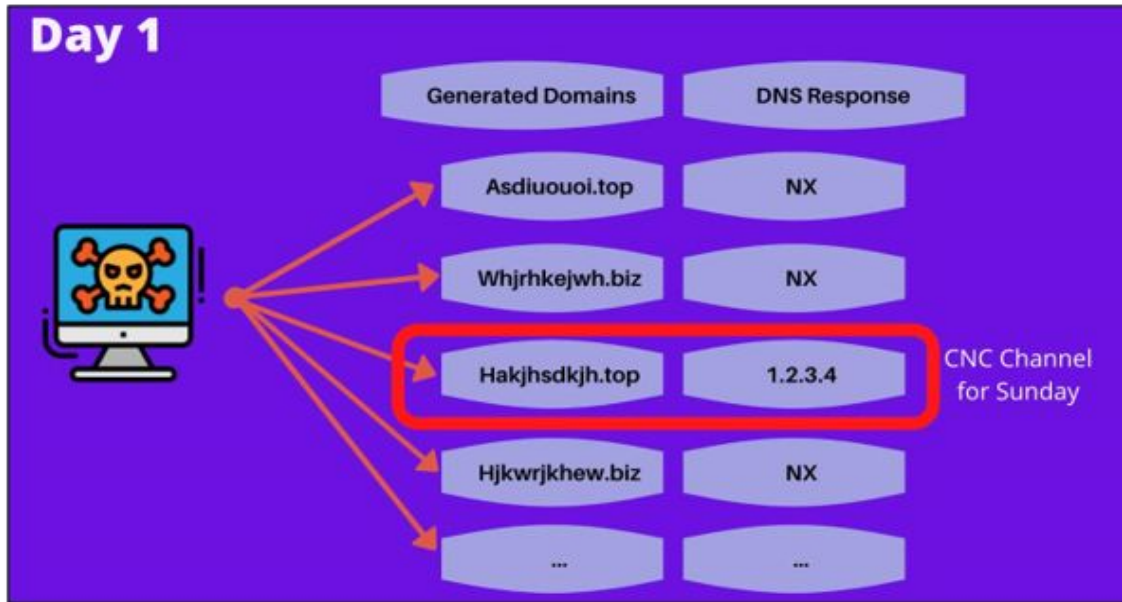 Day 1
Generated Domains
DNS Response
Asdiuouoi.top
NX
Whjrhkejwh.biz
NX
Hakjhsdkjh.top
1.2.3.4
CNC Channel
for Sunday
Hjkwrjkhew.biz
NX
...
...